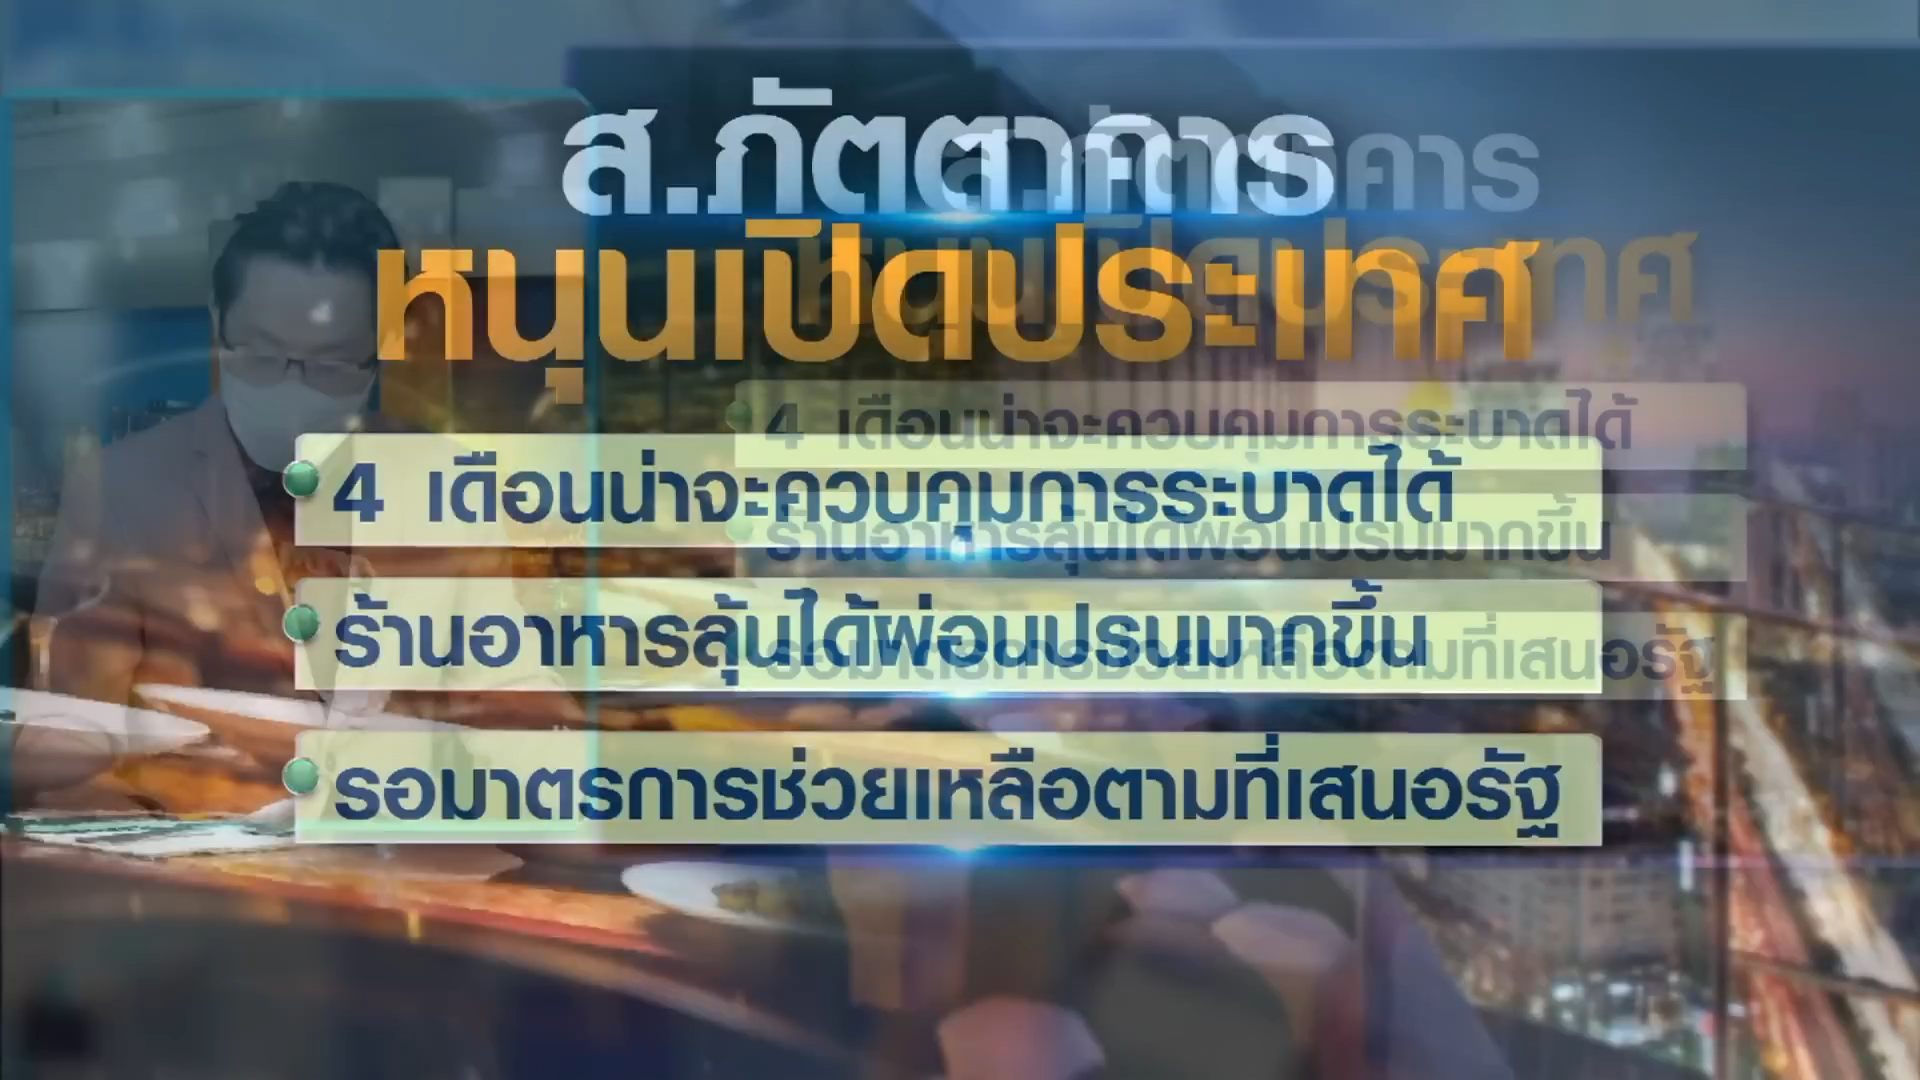 ส.ภัตตาคาร
หนุนเปิดประเทศ
4 เดือนน่าจะควบคุมการระบาดได้
ร้านอาหารลุ้นได้ผ่อนปรนมากขึ้น
รอมาตรการช่วยเหลือตามที่เสนอรัฐ